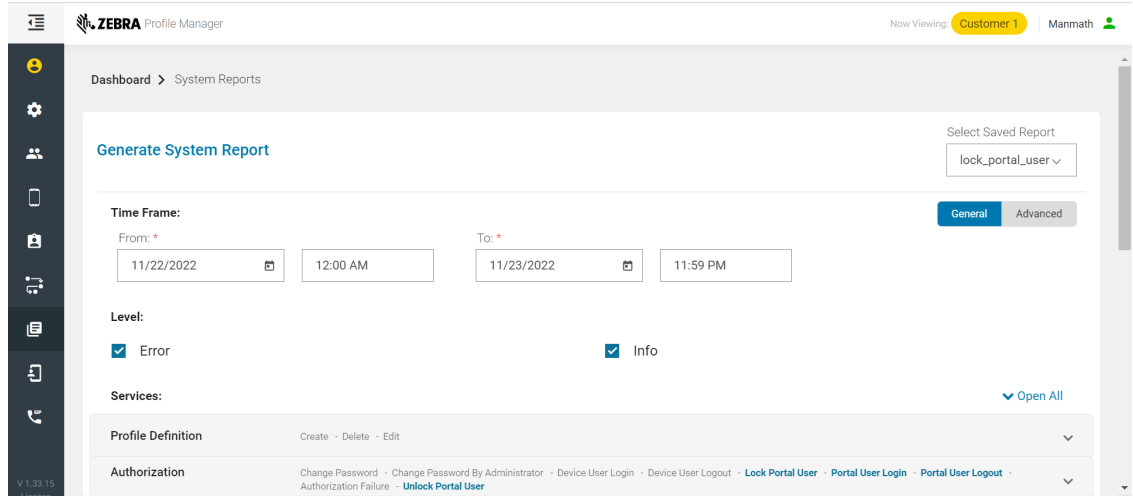 ZEBRA Profile Manager
Now Viewing: Customer 1 Manmath
Dashboard > System Reports
Generate System Report
Select Saved Report
lock_portal_user
Time Frame:
General Advanced
From: * To: *
11/22/2022 12:00 AM 11/23/2022 11:59 PM
Level:
Error Info
Services:
Open All
Profile Definition Create - Delete - Edit
Authorization Change Password - Change Password By Administrator - Device User Login - Device User Logout - Lock Portal User - Portal User Login - Portal User Logout -
Authorization Failure - Unlock Portal User
SIP
V 1.33.15